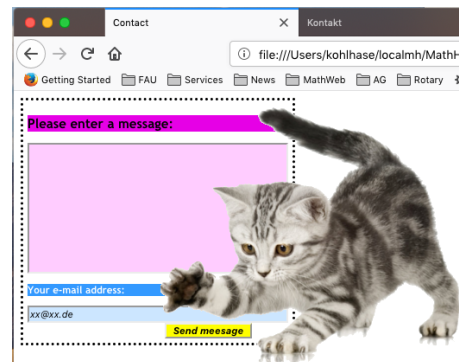 Contact
Kontakt
file:///Users/kohlhase/localmh/MathH
Getting Started FAU Services News MathWeb AG Rotary
Please enter a message:
Your e-mail address:
xx@xx.de
Send meesage